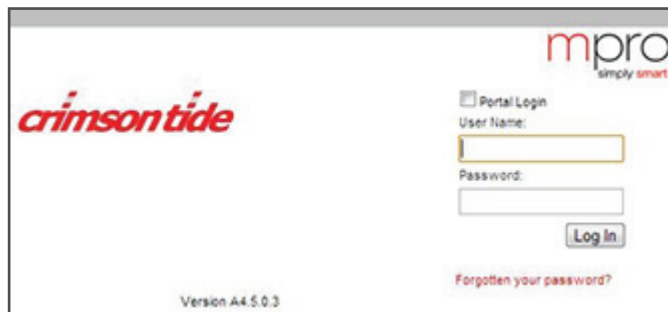 mpro
simply smart
crimson tide
Portal Login
User Name:
Password:
Log In
Forgotten your password?
Version A4.5.0.3